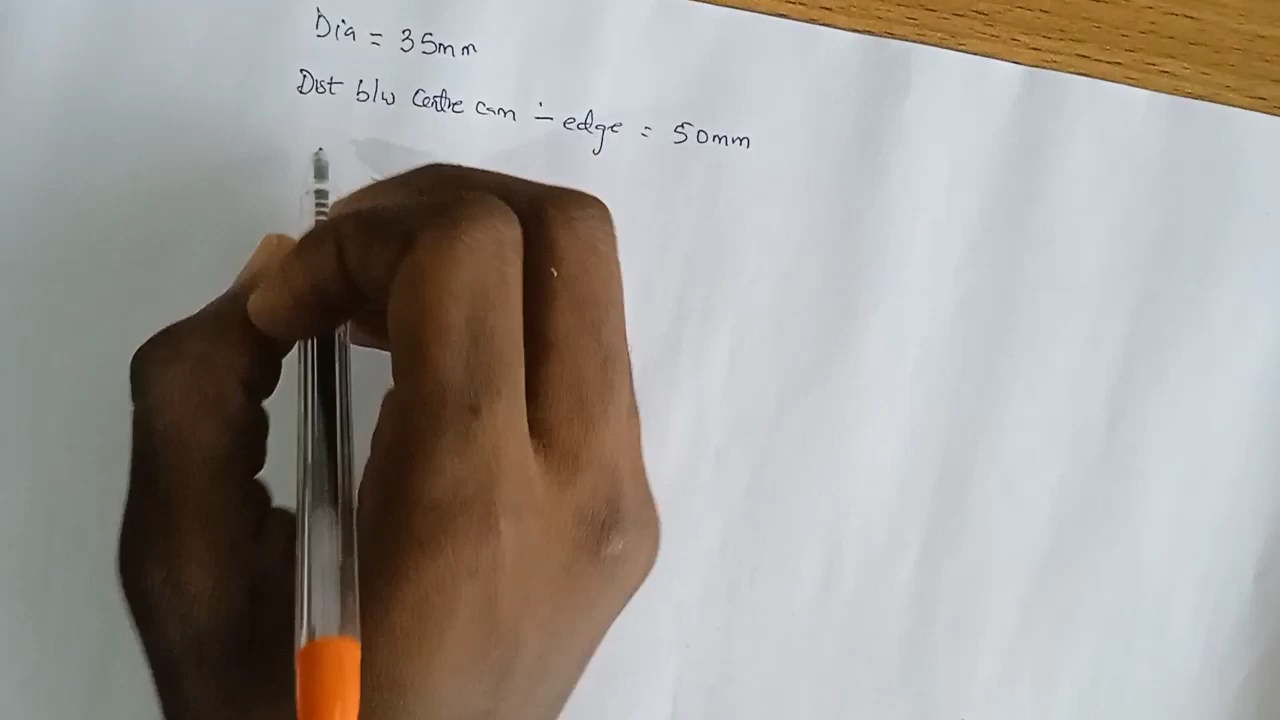 Dia = 35mm
Dist b/w Centre cam ÷ edge = 50mm